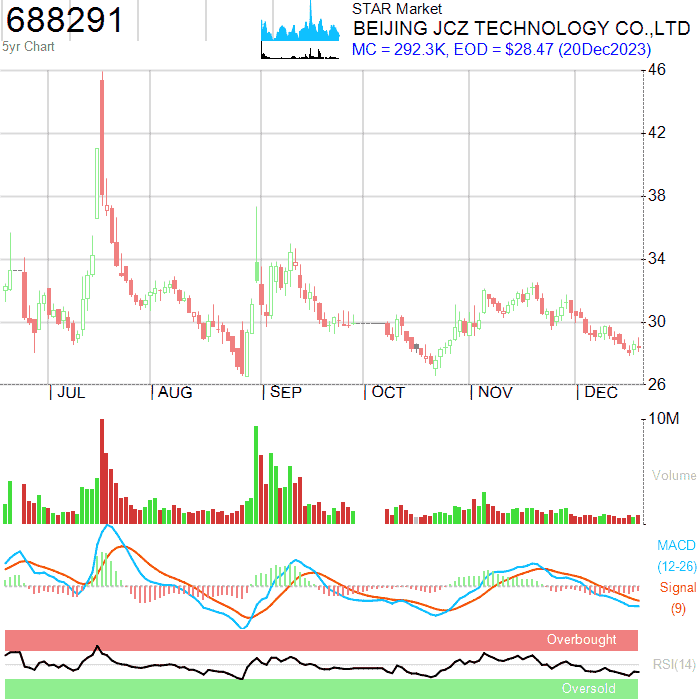 688291
STAR Market
BEIJING JCZ TECHNOLOGY CO.,LTD
5yr Chart
MC = 292.3K, EOD = $28.47 (20Dec2023)
46
42
38
34
30
26
JUL AUG SEP OCT NOV DEC
10M
Volume
MACD
(12-26)
Signal
(9)
Overbought
RSI(14)
Oversold